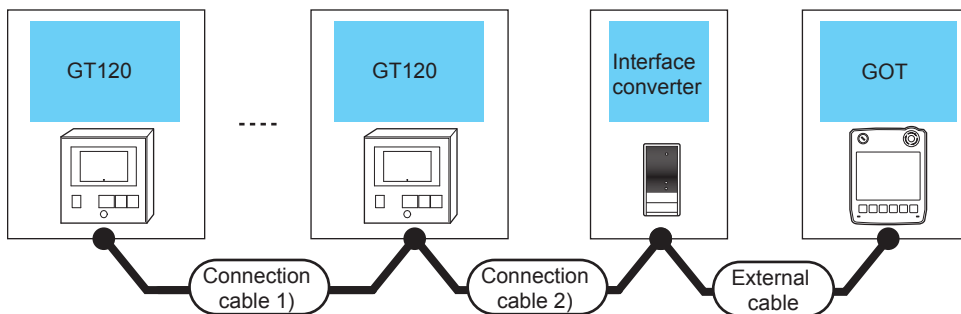 GT120
GT120
Interface
converter
GOT
Connection
cable 1)
Connection
cable 2)
External
cable